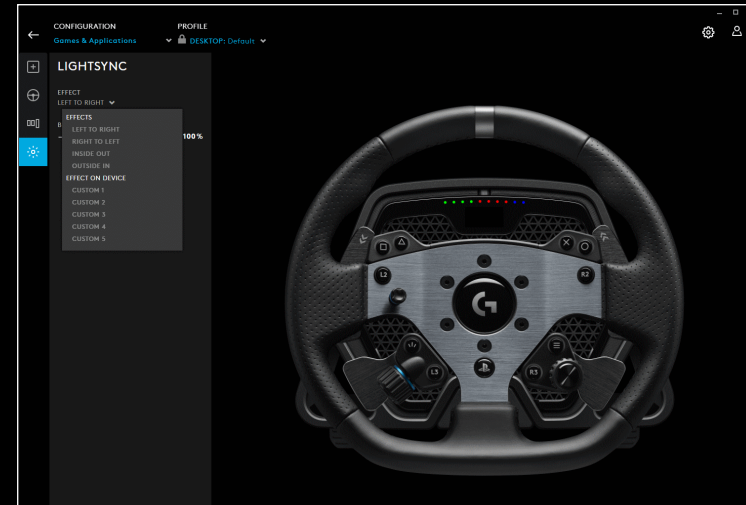 CONFIGURATION
Games & Applications
PROFILE
DESKTOP: Default
LIGHTSYNC
EFFECT
LEFT TO RIGHT
B
100 %
EFFECTS
LEFT TO RIGHT
RIGHT TO LEFT
INSIDE OUT
OUTSIDE IN
EFFECT ON DEVICE
CUSTOM 1
CUSTOM 2
CUSTOM 3
CUSTOM 4
CUSTOM 5
L2
R2
G
L3
R3